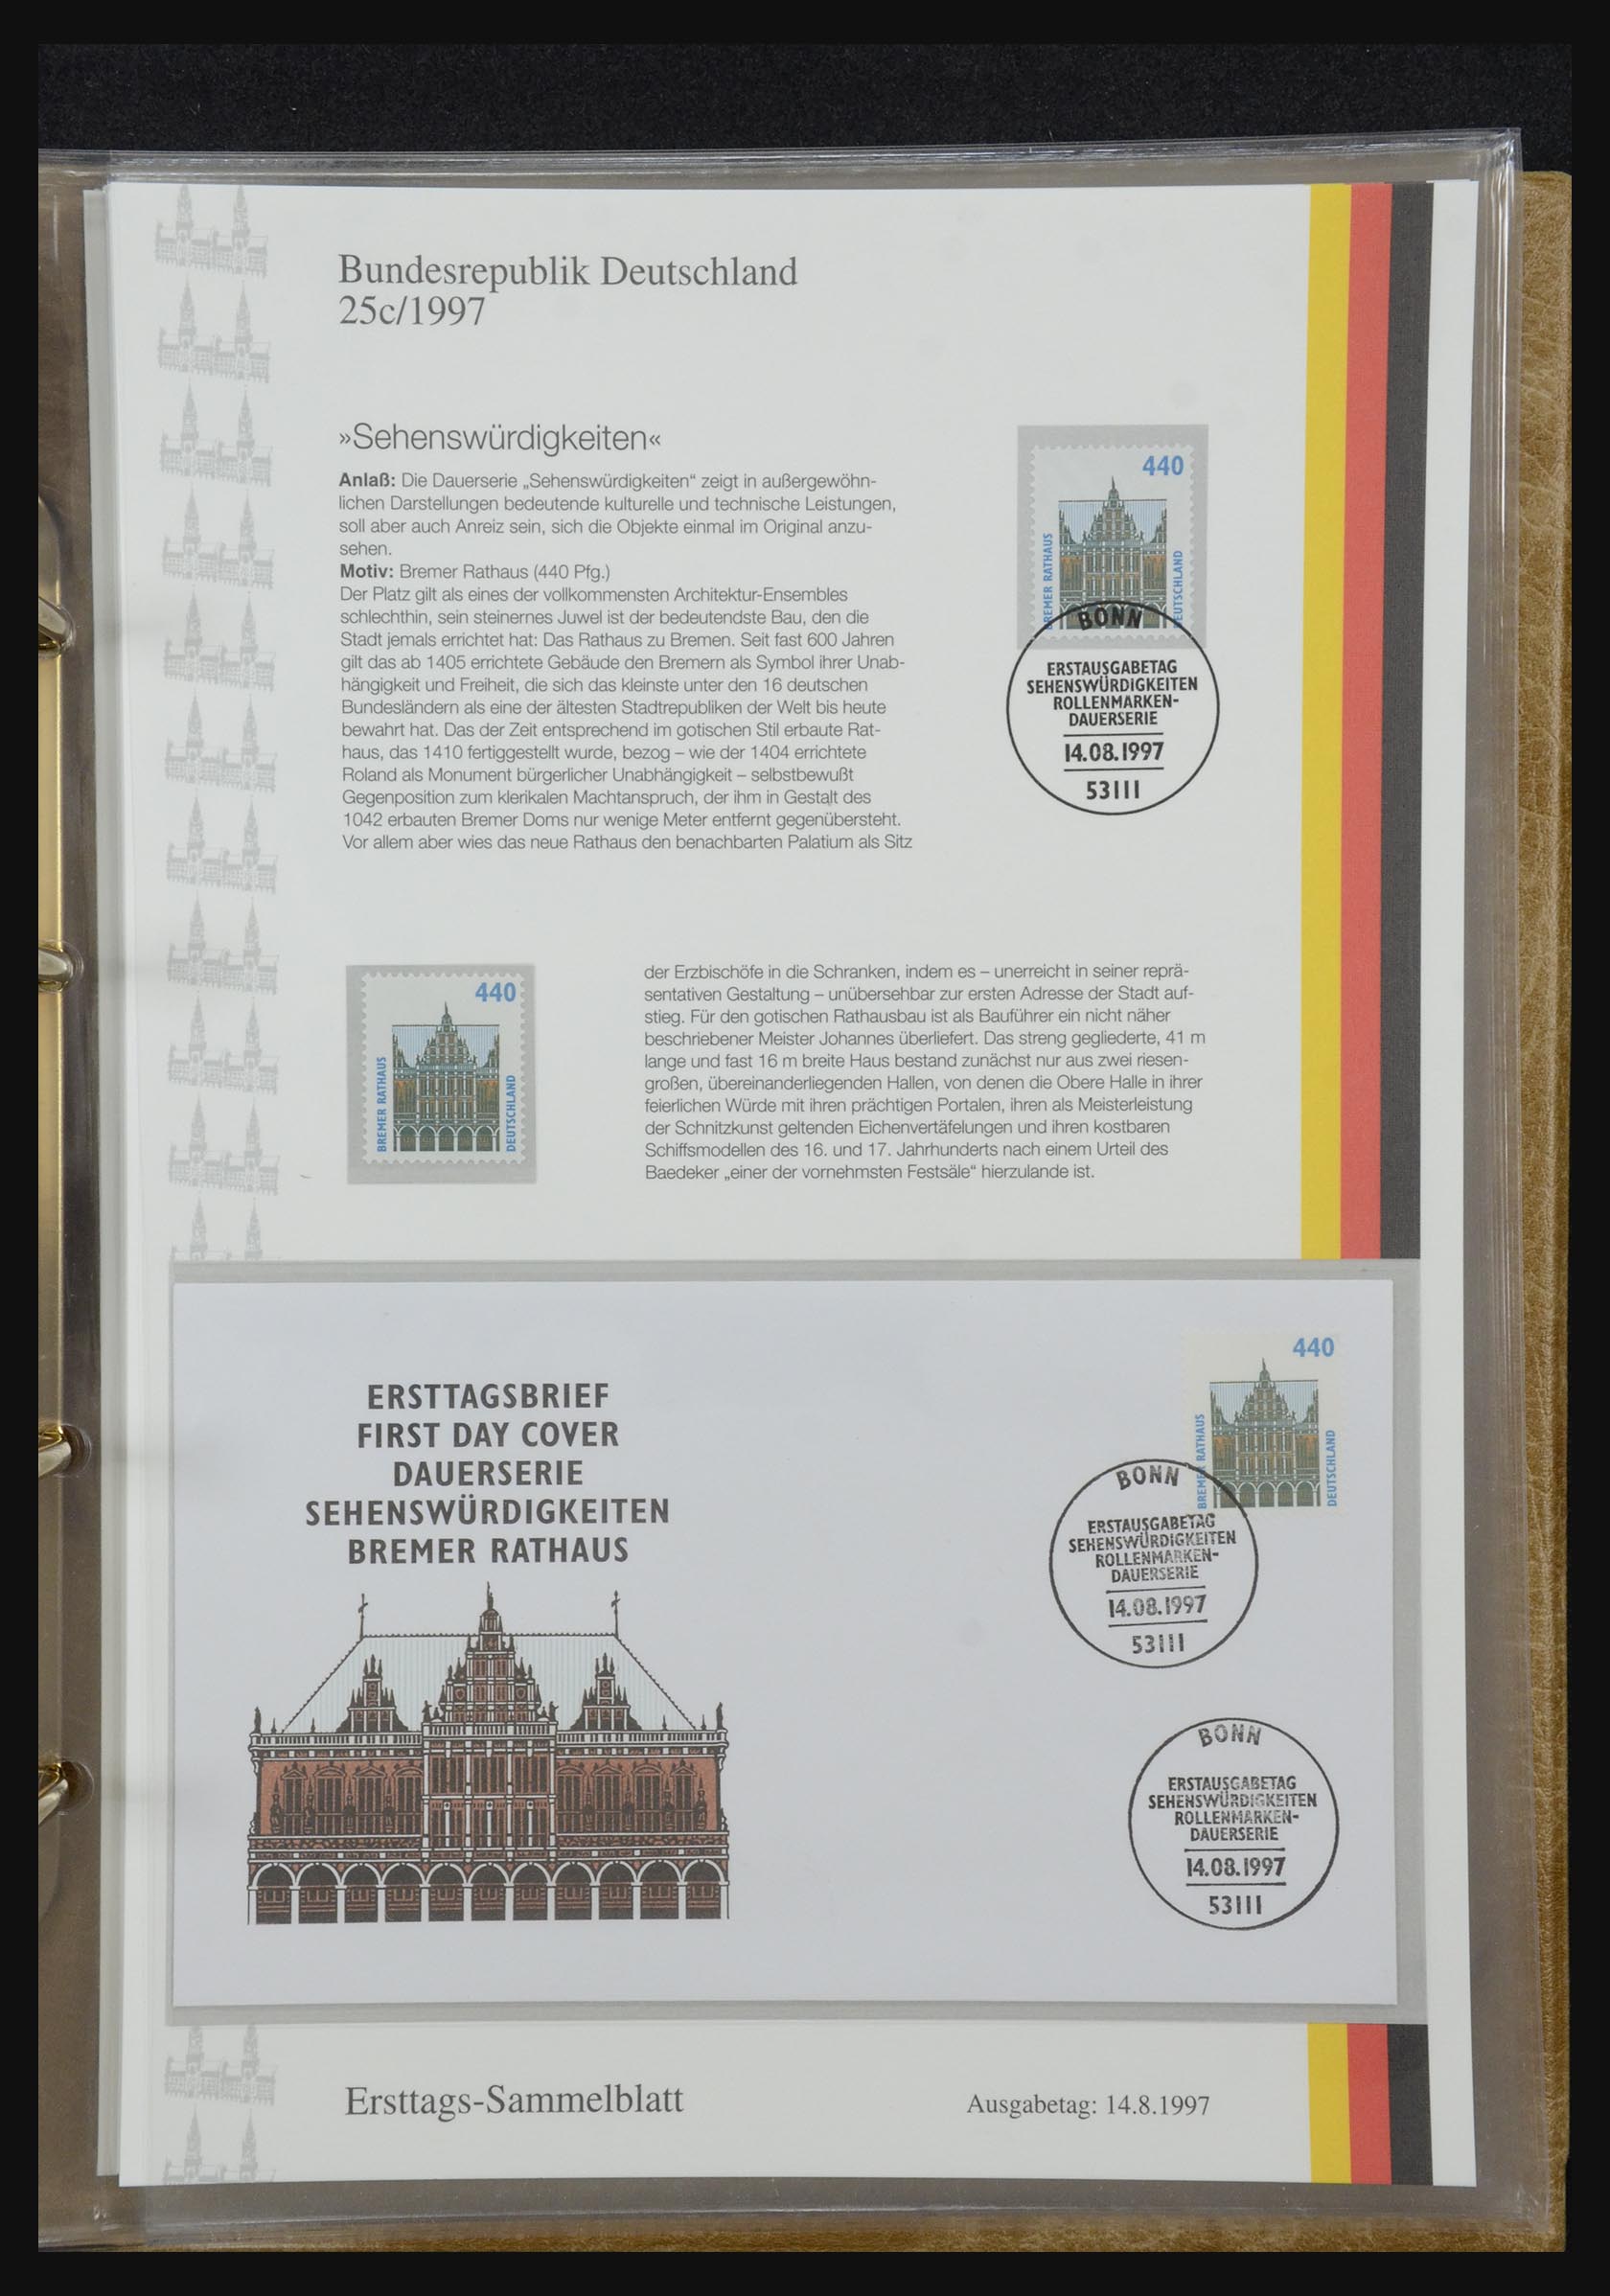 Bundesrepublik Deutschland
25c/1997
»Sehenswürdigkeiten«
Anlaß: Die Dauerserie „Sehenswürdigkeiten“ zeigt in außergewöhn-
lichen Darstellungen bedeutende kulturelle und technische Leistungen,
soll aber auch Anreiz sein, sich die Objekte einmal im Original anzu-
sehen.
Motiv: Bremer Rathaus (440 Pfg.)
Der Platz gilt als eines der vollkommensten Architektur-Ensembles
schlechthin, sein steinernes Juwel ist der bedeutendste Bau, den die
Stadt jemals errichtet hat: Das Rathaus zu Bremen. Seit fast 600 Jahren
gilt das ab 1405 errichtete Gebäude den Bremern als Symbol ihrer Unab-
hängigkeit und Freiheit, die sich das kleinste unter den 16 deutschen
Bundesländern als eine der ältesten Stadtrepubliken der Welt bis heute
bewahrt hat. Das der Zeit entsprechend im gotischen Stil erbaute Rat-
haus, das 1410 fertiggestellt wurde, bezog – wie der 1404 errichtete
Roland als Monument bürgerlicher Unabhängigkeit – selbstbewußt
Gegenposition zum klerikalen Machtanspruch, der ihm in Gestalt des
1042 erbauten Bremer Doms nur wenige Meter entfernt gegenübersteht.
Vor allem aber wies das neue Rathaus den benachbarten Palatium als Sitz
440
BREMER RATHAUS
DEUTSCHLAND
BONN
ERSTAUSGABETAG
SEHENSWÜRDIGKEITEN
ROLLENMARKEN-
DAUERSERIE
14.08.1997
53111
440
BREMER RATHAUS
DEUTSCHLAND
der Erzbischöfe in die Schranken, indem es – unerreicht in seiner reprä-
sentativen Gestaltung – unübersehbar zur ersten Adresse der Stadt auf-
stieg. Für den gotischen Rathausbau ist als Bauführer ein nicht näher
beschriebener Meister Johannes überliefert. Das streng gegliederte, 41 m
lange und fast 16 m breite Haus bestand zunächst nur aus zwei riesen-
großen, übereinanderliegenden Hallen, von denen die Obere Halle in ihrer
feierlichen Würde mit ihren prächtigen Portalen, ihren als Meisterleistung
der Schnitzkunst geltenden Eichenvertäfelungen und ihren kostbaren
Schiffsmodellen des 16. und 17. Jahrhunderts nach einem Urteil des
Baedeker „einer der vornehmsten Festsäle“ hierzulande ist.
ERSTTAGSBRIEF
FIRST DAY COVER
DAUERSERIE
SEHENSWÜRDIGKEITEN
BREMER RATHAUS
440
BREMER RATHAUS
DEUTSCHLAND
BONN
ERSTAUSGABETAG
SEHENSWÜRDIGKEITEN
ROLLENMARKEN-
DAUERSERIE
14.08.1997
53111
BONN
ERSTAUSGABETAG
SEHENSWÜRDIGKEITEN
ROLLENMARKEN-
DAUERSERIE
14.08.1997
53111
Ersttags-Sammelblatt
Ausgabetag: 14.8.1997